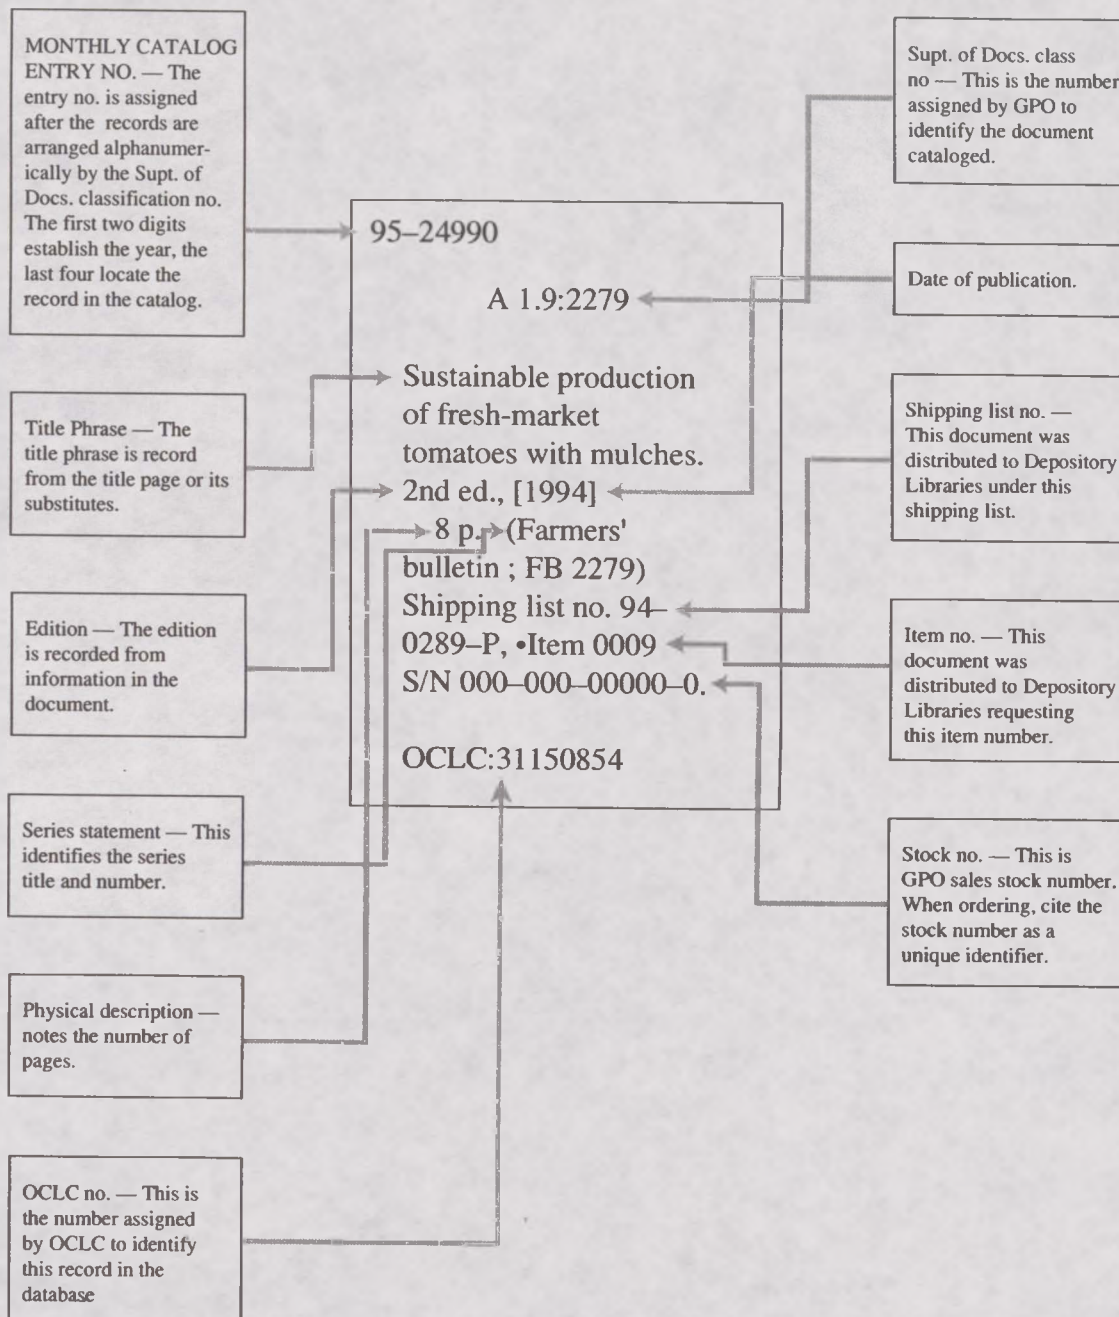 MONTHLY CATALOG
ENTRY NO. — The
entry no. is assigned
after the records are
arranged alphanumer-
ically by the Supt. of
Docs. classification no.
The first two digits
establish the year, the
last four locate the
record in the catalog.
Title Phrase — The
title phrase is record
from the title page or its
substitutes.
Edition — The edition
is recorded from
information in the
document.
Series statement — This
identifies the series
title and number.
Physical description —
notes the number of
pages.
OCLC no. — This is
the number assigned
by OCLC to identify
this record in the
database
95–24990
A 1.9:2279
Sustainable production
of fresh-market
tomatoes with mulches.
2nd ed., [1994]
8 p. (Farmers'
bulletin ; FB 2279)
Shipping list no. 94–
0289–P, •Item 0009
S/N 000–000–00000–0.
OCLC:31150854
Supt. of Docs. class
no — This is the number
assigned by GPO to
identify the document
cataloged.
Date of publication.
Shipping list no. —
This document was
distributed to Depository
Libraries under this
shipping list.
Item no. — This
document was
distributed to Depository
Libraries requesting
this item number.
Stock no. — This is
GPO sales stock number.
When ordering, cite the
stock number as a
unique identifier.